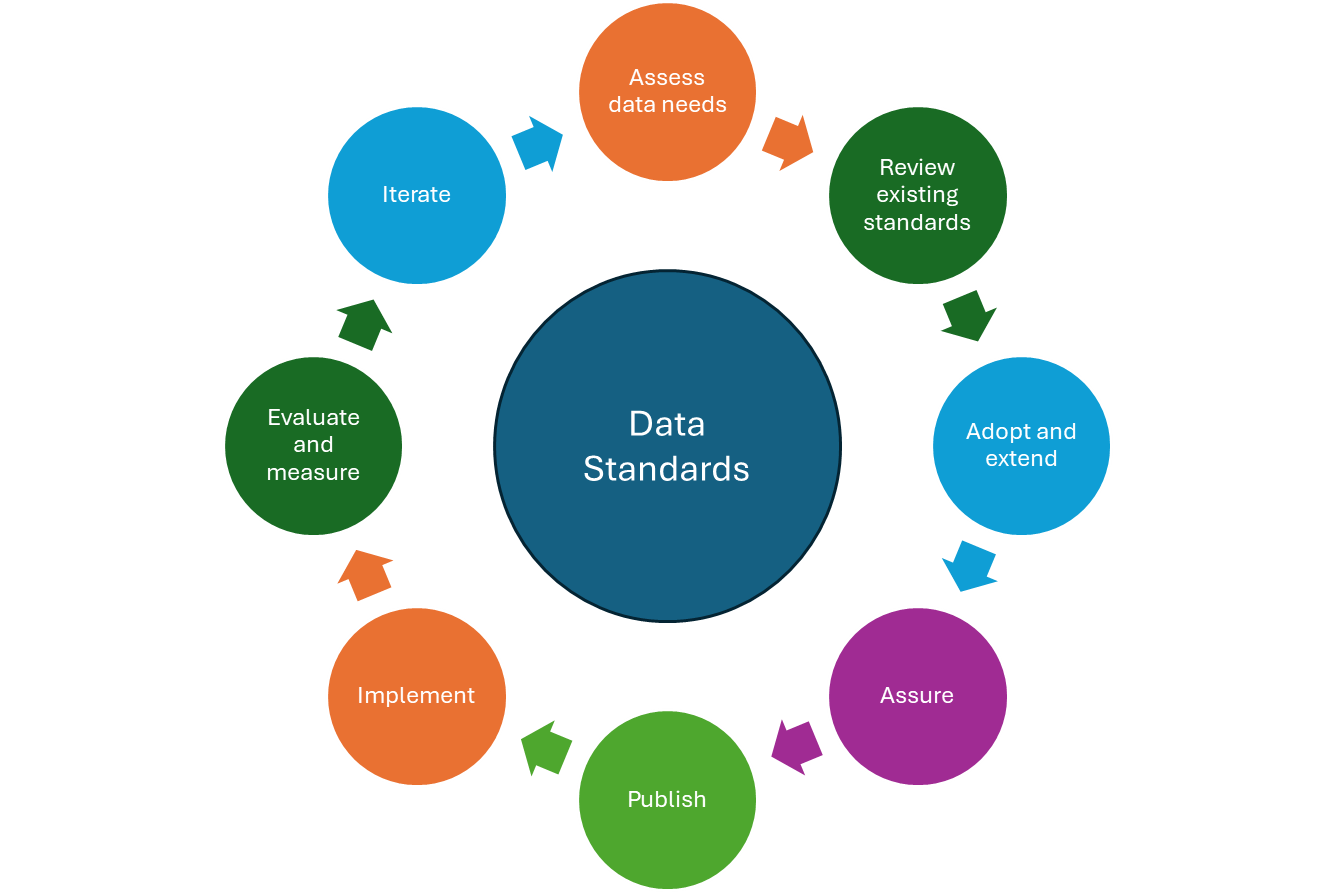 Assess
data needs
Review
existing
standards
Adopt and
extend
Assure
Publish
Implement
Evaluate
and
measure
Iterate
Data
Standards